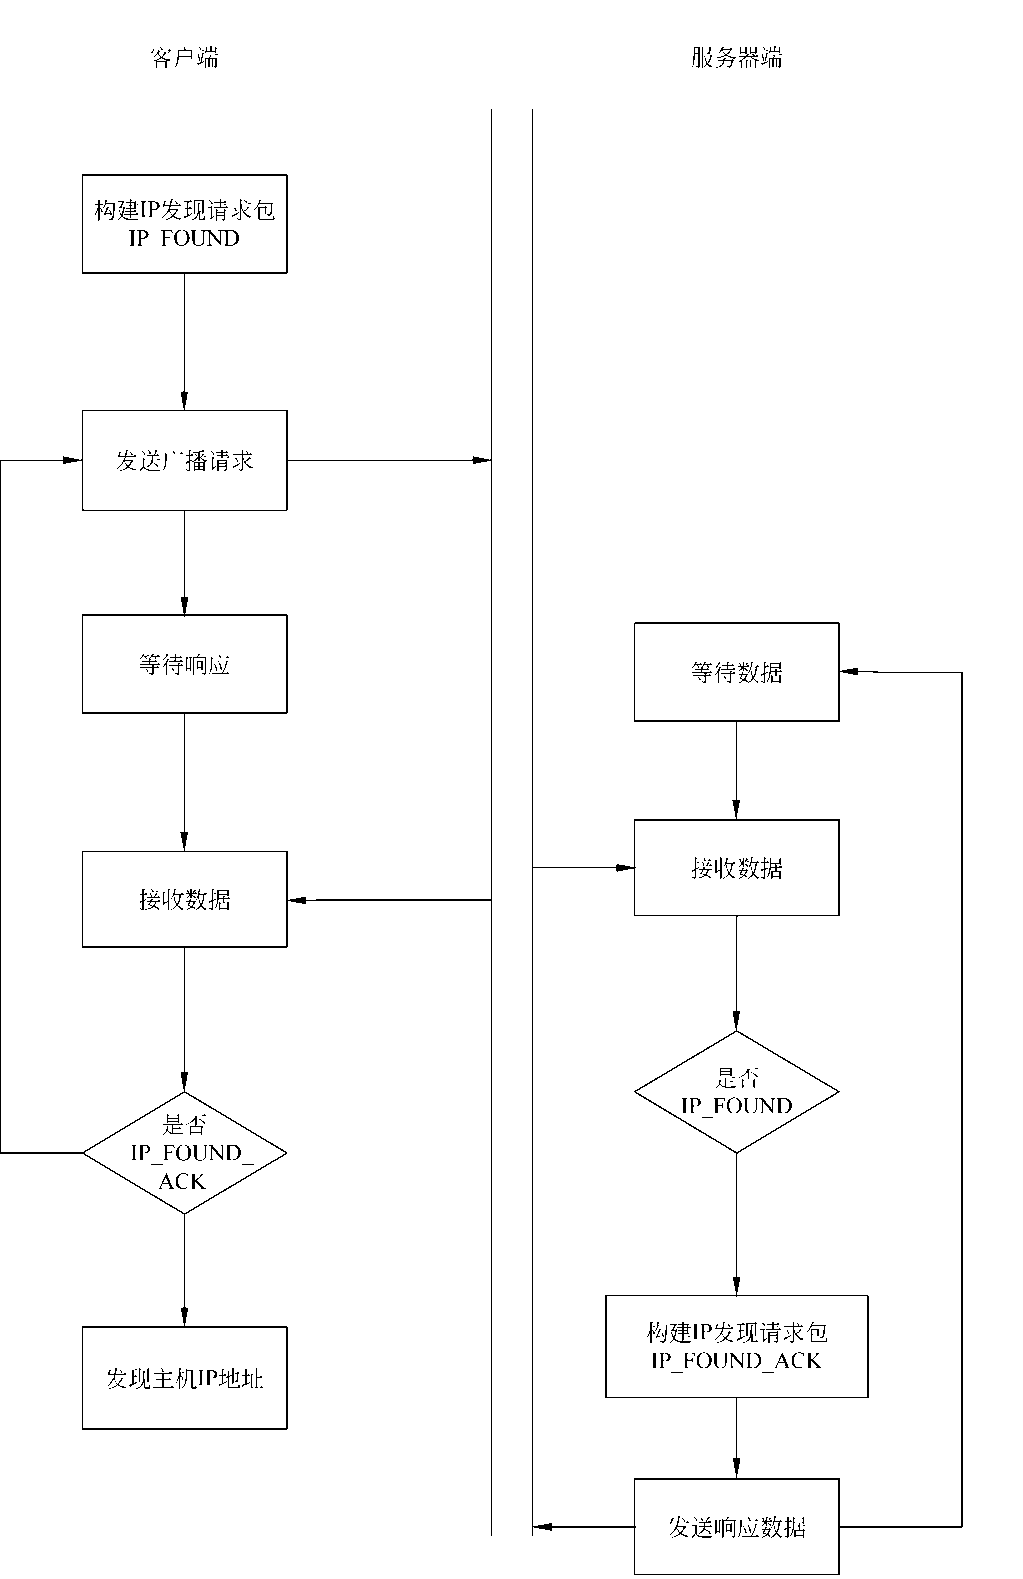 客户端
服务器端
构建IP发现请求包
IP_FOUND
发送广播请求
等待响应
接收数据
是否
IP_FOUND_
ACK
发现主机IP地址
等待数据
接收数据
是否
IP_FOUND
构建IP发现请求包
IP_FOUND_ACK
发送响应数据